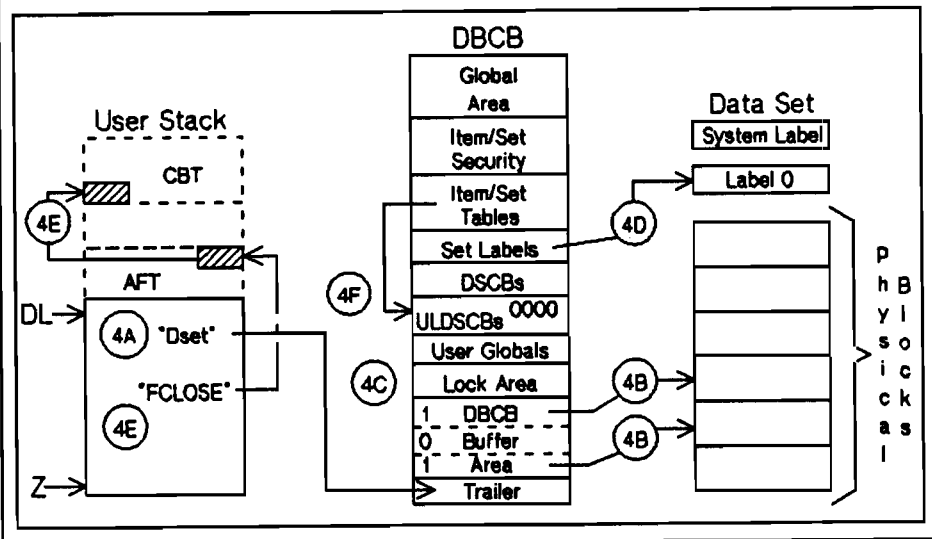 DBCB
Global
Area
Item/Set
Security
Item/Set
Tables
Set Labels
DSCBs
ULDSCBs 0000
User Globals
Lock Area
1 DBCB
0 Buffer
1 Area
Trailer
User Stack
CBT
4E
AFT
DL
4A "Dset"
"FCLOSE"
4E
Z
4F
4C
Data Set
System Label
Label 0
4D
4B
4B
Physical
Blocks